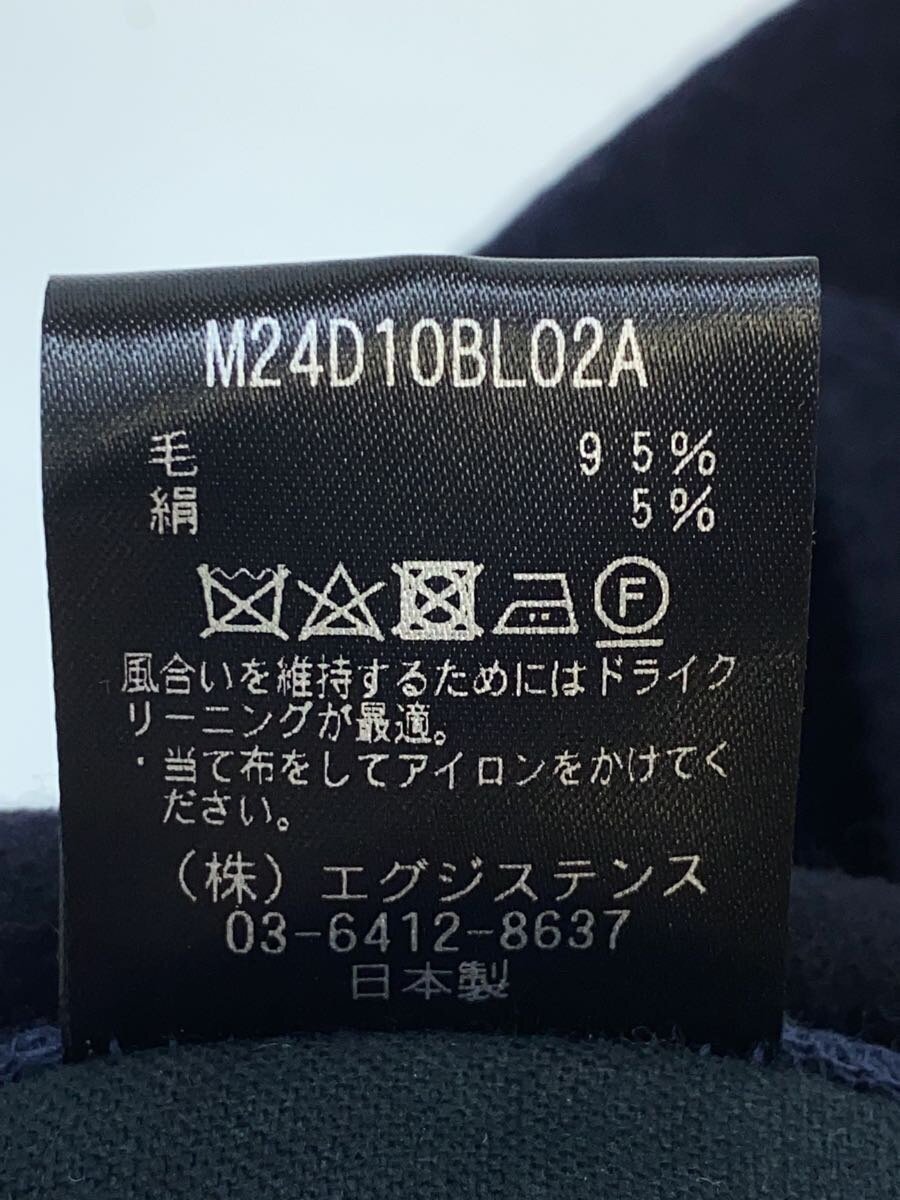 M24D10BL02A
毛 95%
絹 5%
F
風合いを維持するためにはドライク
リーニングが最適。
・当て布をしてアイロンをかけてく
ださい。
(株) エグジステンス
03-6412-8637
日本製